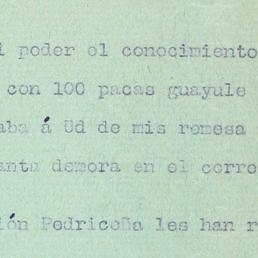 i poder el conocimiento
con 100 pacas guayule
aba á Ud de mis remesa
anta demora en el corre
ión Pedriceña les han r